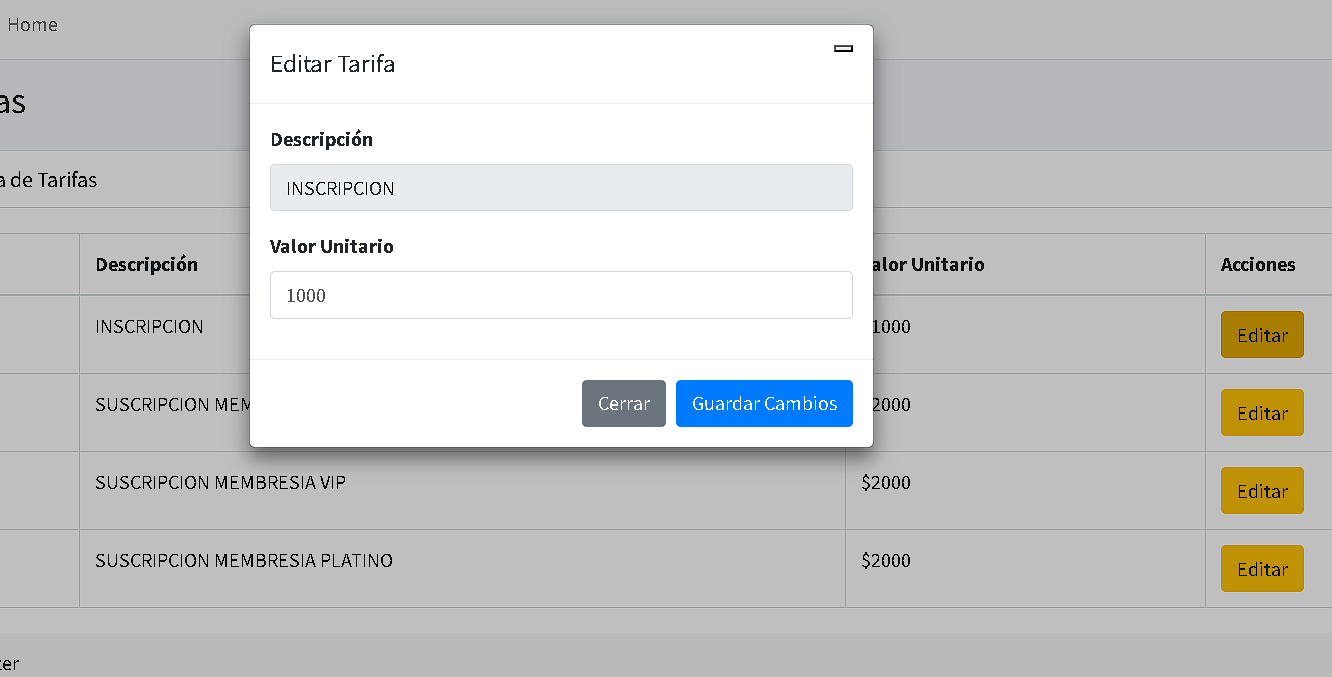 Home
Editar Tarifa
as
Descripción
a de Tarifas
INSCRIPCION
Valor Unitario
Descripción
alor Unitario
Acciones
1000
INSCRIPCION
1000
Editar
Cerrar
Guardar Cambios
SUSCRIPCION MEM
2000
Editar
SUSCRIPCION MEMBRESIA VIP
$2000
Editar
SUSCRIPCION MEMBRESIA PLATINO
$2000
Editar
ter